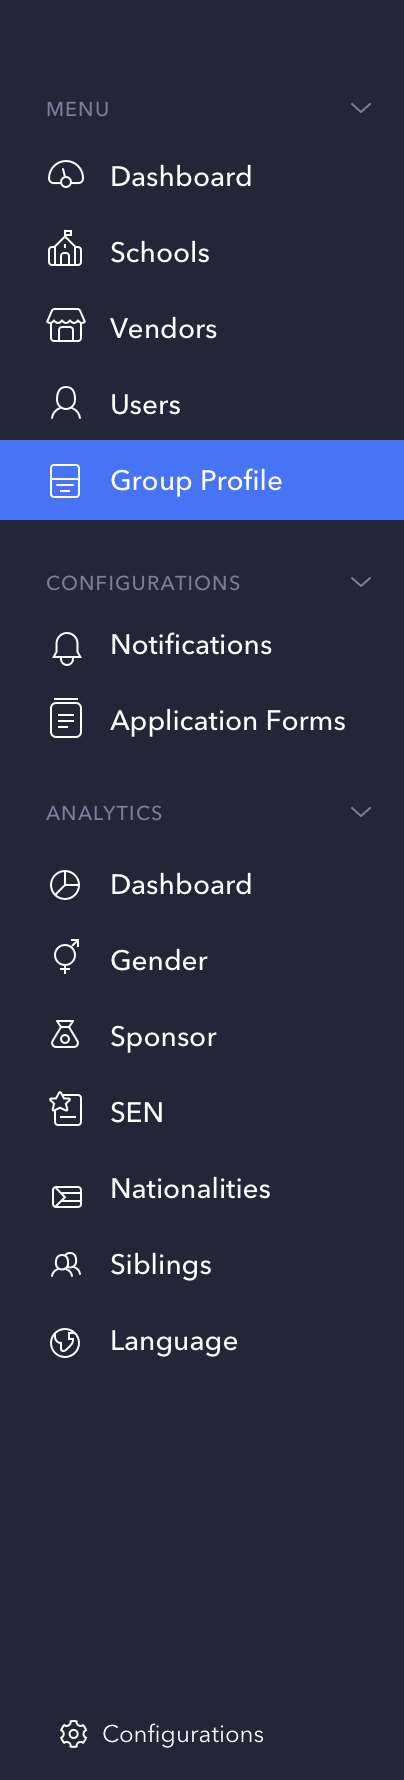 MENU
Dashboard
Schools
Vendors
Users
Group Profile
CONFIGURATIONS
Notifications
Application Forms
ANALYTICS
Dashboard
Gender
Sponsor
SEN
Nationalities
Siblings
Language
Configurations